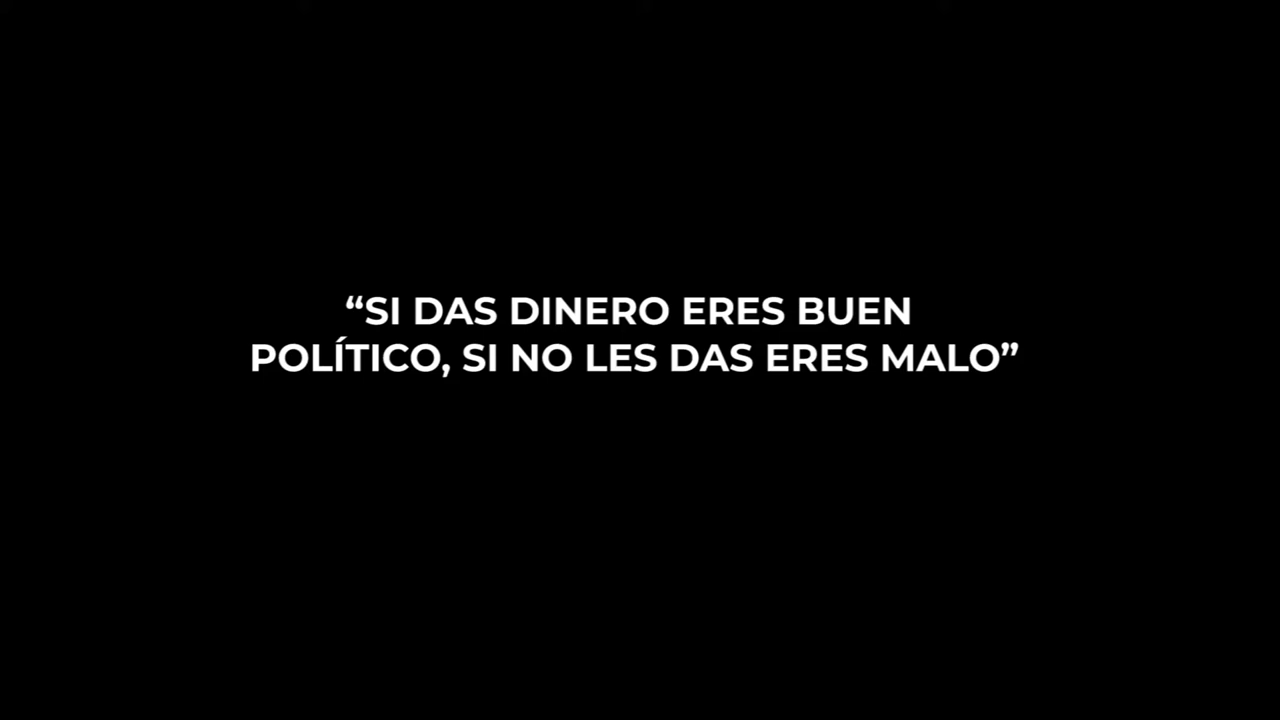 “SI DAS DINERO ERES BUEN
POLÍTICO, SI NO LES DAS ERES MALO”